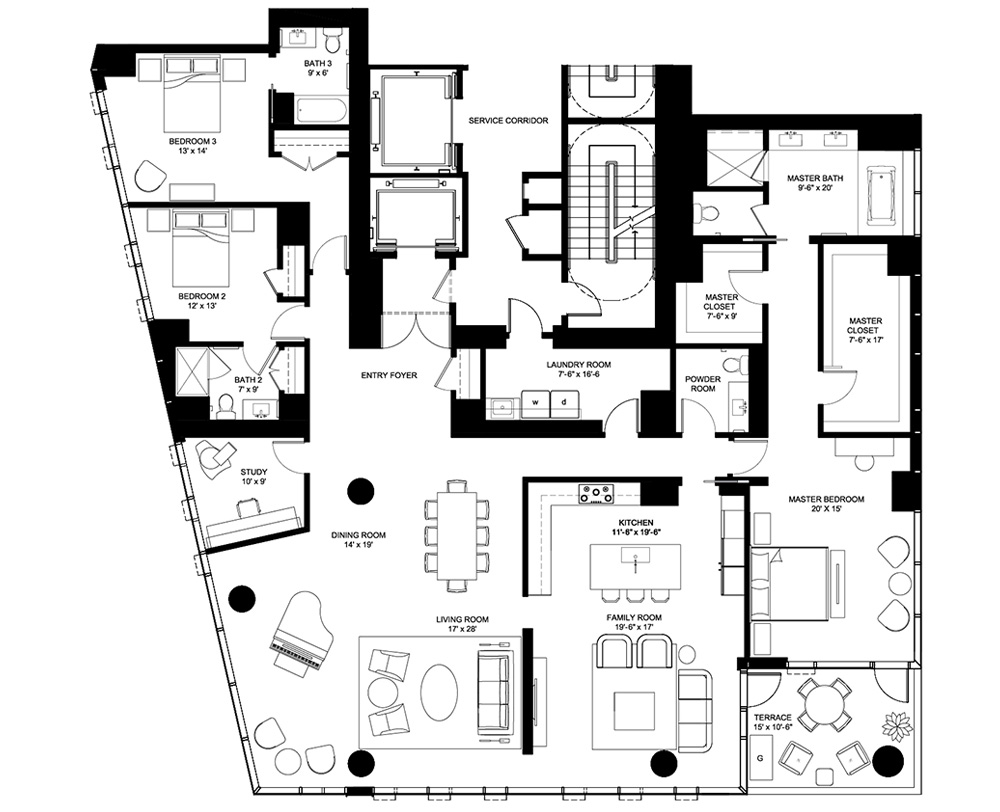 BATH 3
9' x 6'
SERVICE CORRIDOR
BEDROOM 3
13' x 14'
MASTER BATH
9'-6" x 20'
BEDROOM 2
12' x 13'
MASTER
CLOSET
7'-6" x 9'
MASTER
CLOSET
7'-6" x 17'
ENTRY FOYER
LAUNDRY ROOM
7'-6" x 16'-6
BATH 2
7' x 9'
POWDER
ROOM
w
d
STUDY
10' x 9'
MASTER BEDROOM
20' X 15'
KITCHEN
11'-6" x 19'-6"
DINING ROOM
14' x 19'
LIVING ROOM
17' x 28'
FAMILY ROOM
19'-6" x 17'
TERRACE
15' x 10'-6"
G